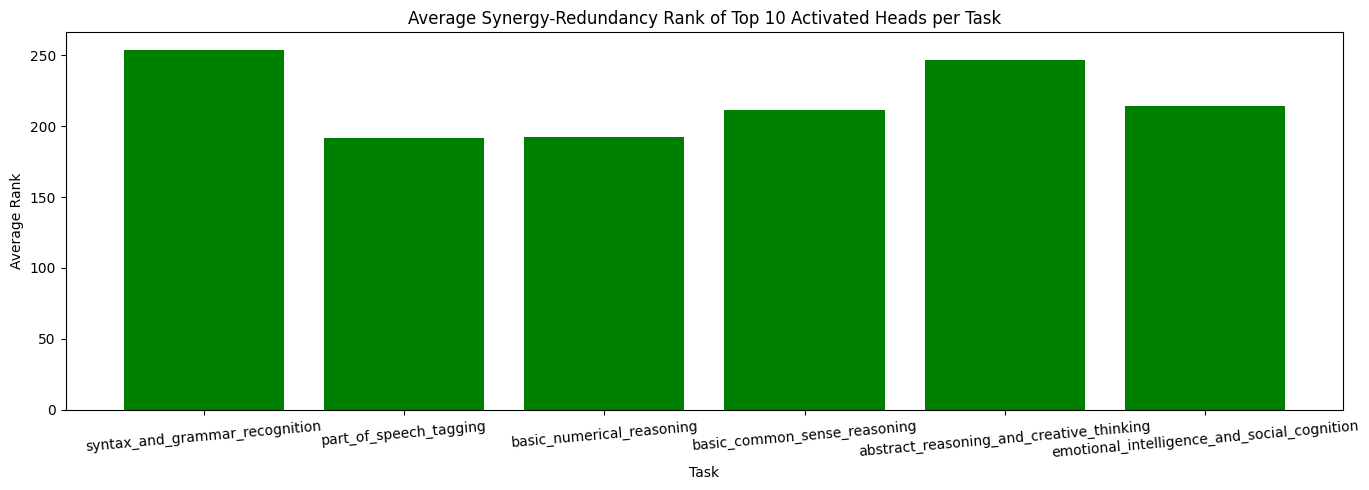 Average Synergy-Redundancy Rank of Top 10 Activated Heads per Task
Average Rank
250
200
150
100
50
0
syntax_and_grammar_recognition
part_of_speech_tagging
basic_numerical_reasoning
basic_common_sense_reasoning
abstract_reasoning_and_creative_thinking
emotional_intelligence_and_social_cognition
Task